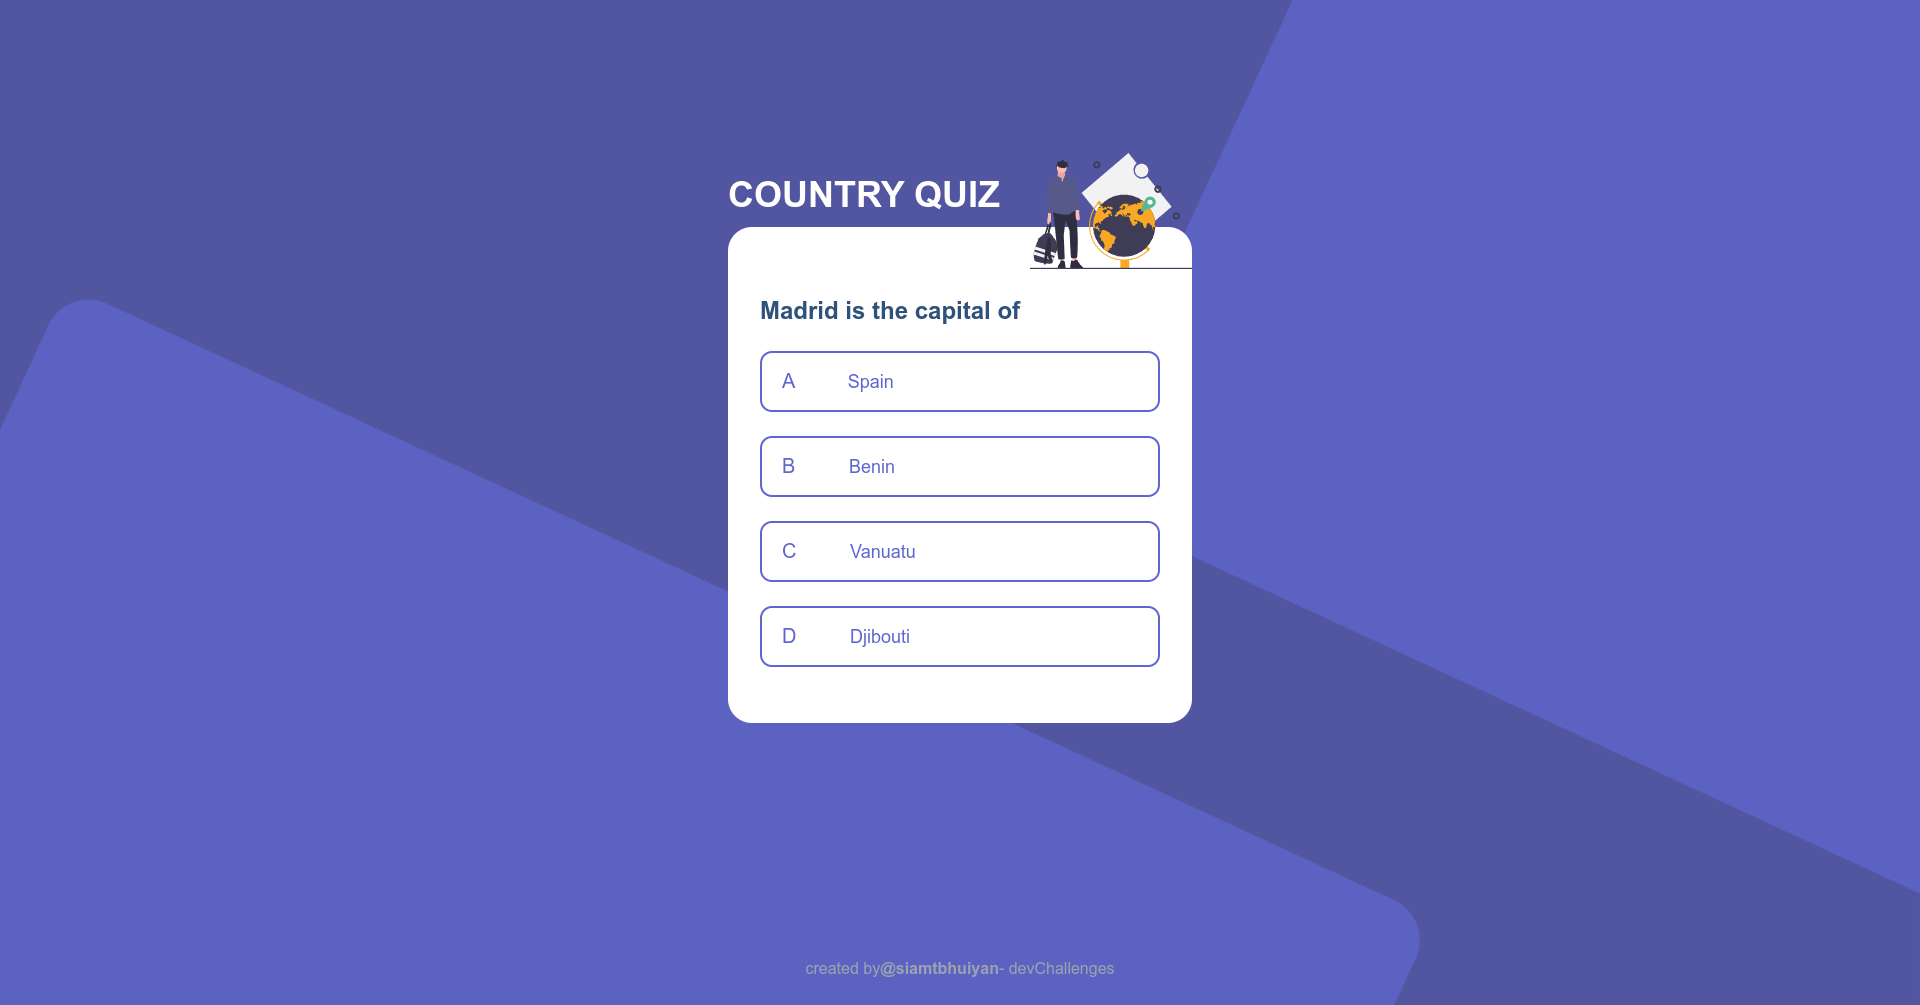 COUNTRY QUIZ
Madrid is the capital of
A Spain
B Benin
C Vanuatu
D Djibouti
created by@siamtbhuiyan- devChallenges